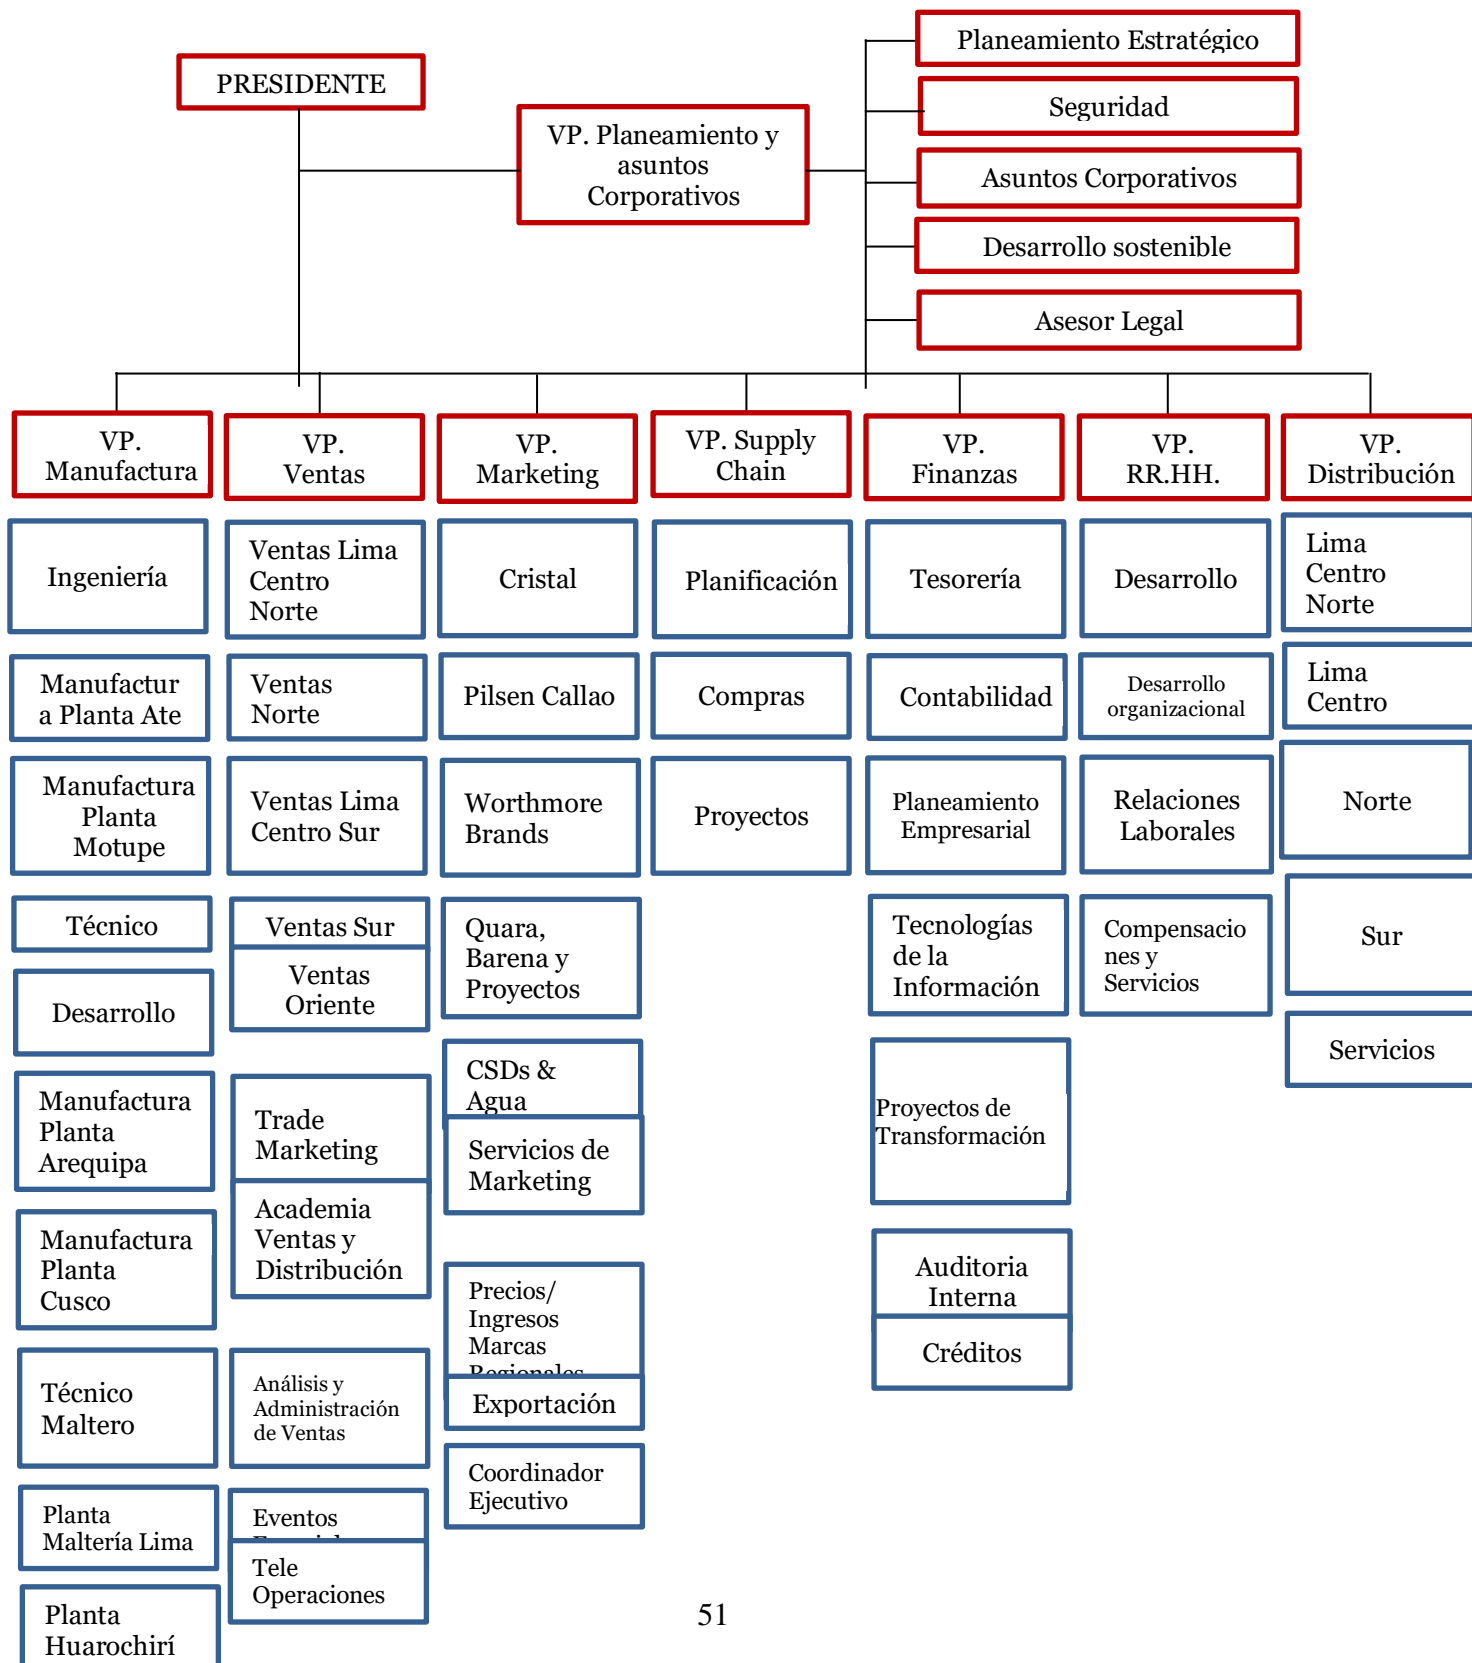 PRESIDENTE
VP. Planeamiento y
asuntos
Corporativos
Planeamiento Estratégico
Seguridad
Asuntos Corporativos
Desarrollo sostenible
Asesor Legal
VP.
Manufactura
Ingeniería
Manufactur
a Planta Ate
Manufactura
Planta
Motupe
Técnico
Desarrollo
Manufactura
Planta
Arequipa
Manufactura
Planta
Cusco
Técnico
Maltero
Planta
Maltería Lima
Planta
Huarochirí
VP.
Ventas
Ventas Lima
Centro
Norte
Ventas
Norte
Ventas Lima
Centro Sur
Ventas Sur
Ventas
Oriente
Trade
Marketing
Academia
Ventas y
Distribución
Análisis y
Administración
de Ventas
Eventos
Tele
Operaciones
VP.
Marketing
Cristal
Pilsen Callao
Worthmore
Brands
Quara,
Barena y
Proyectos
CSDs &
Agua
Servicios de
Marketing
Precios/
Ingresos
Marcas
Regionales
Exportación
Coordinador
Ejecutivo
VP. Supply
Chain
Planificación
Compras
Proyectos
VP.
Finanzas
Tesorería
Contabilidad
Planeamiento
Empresarial
Tecnologías
de la
Información
Proyectos de
Transformación
Auditoria
Interna
Créditos
VP.
RR.HH.
Desarrollo
Desarrollo
organizacional
Relaciones
Laborales
Compensacio
nes y
Servicios
VP.
Distribución
Lima
Centro
Norte
Lima
Centro
Norte
Sur
Servicios
51